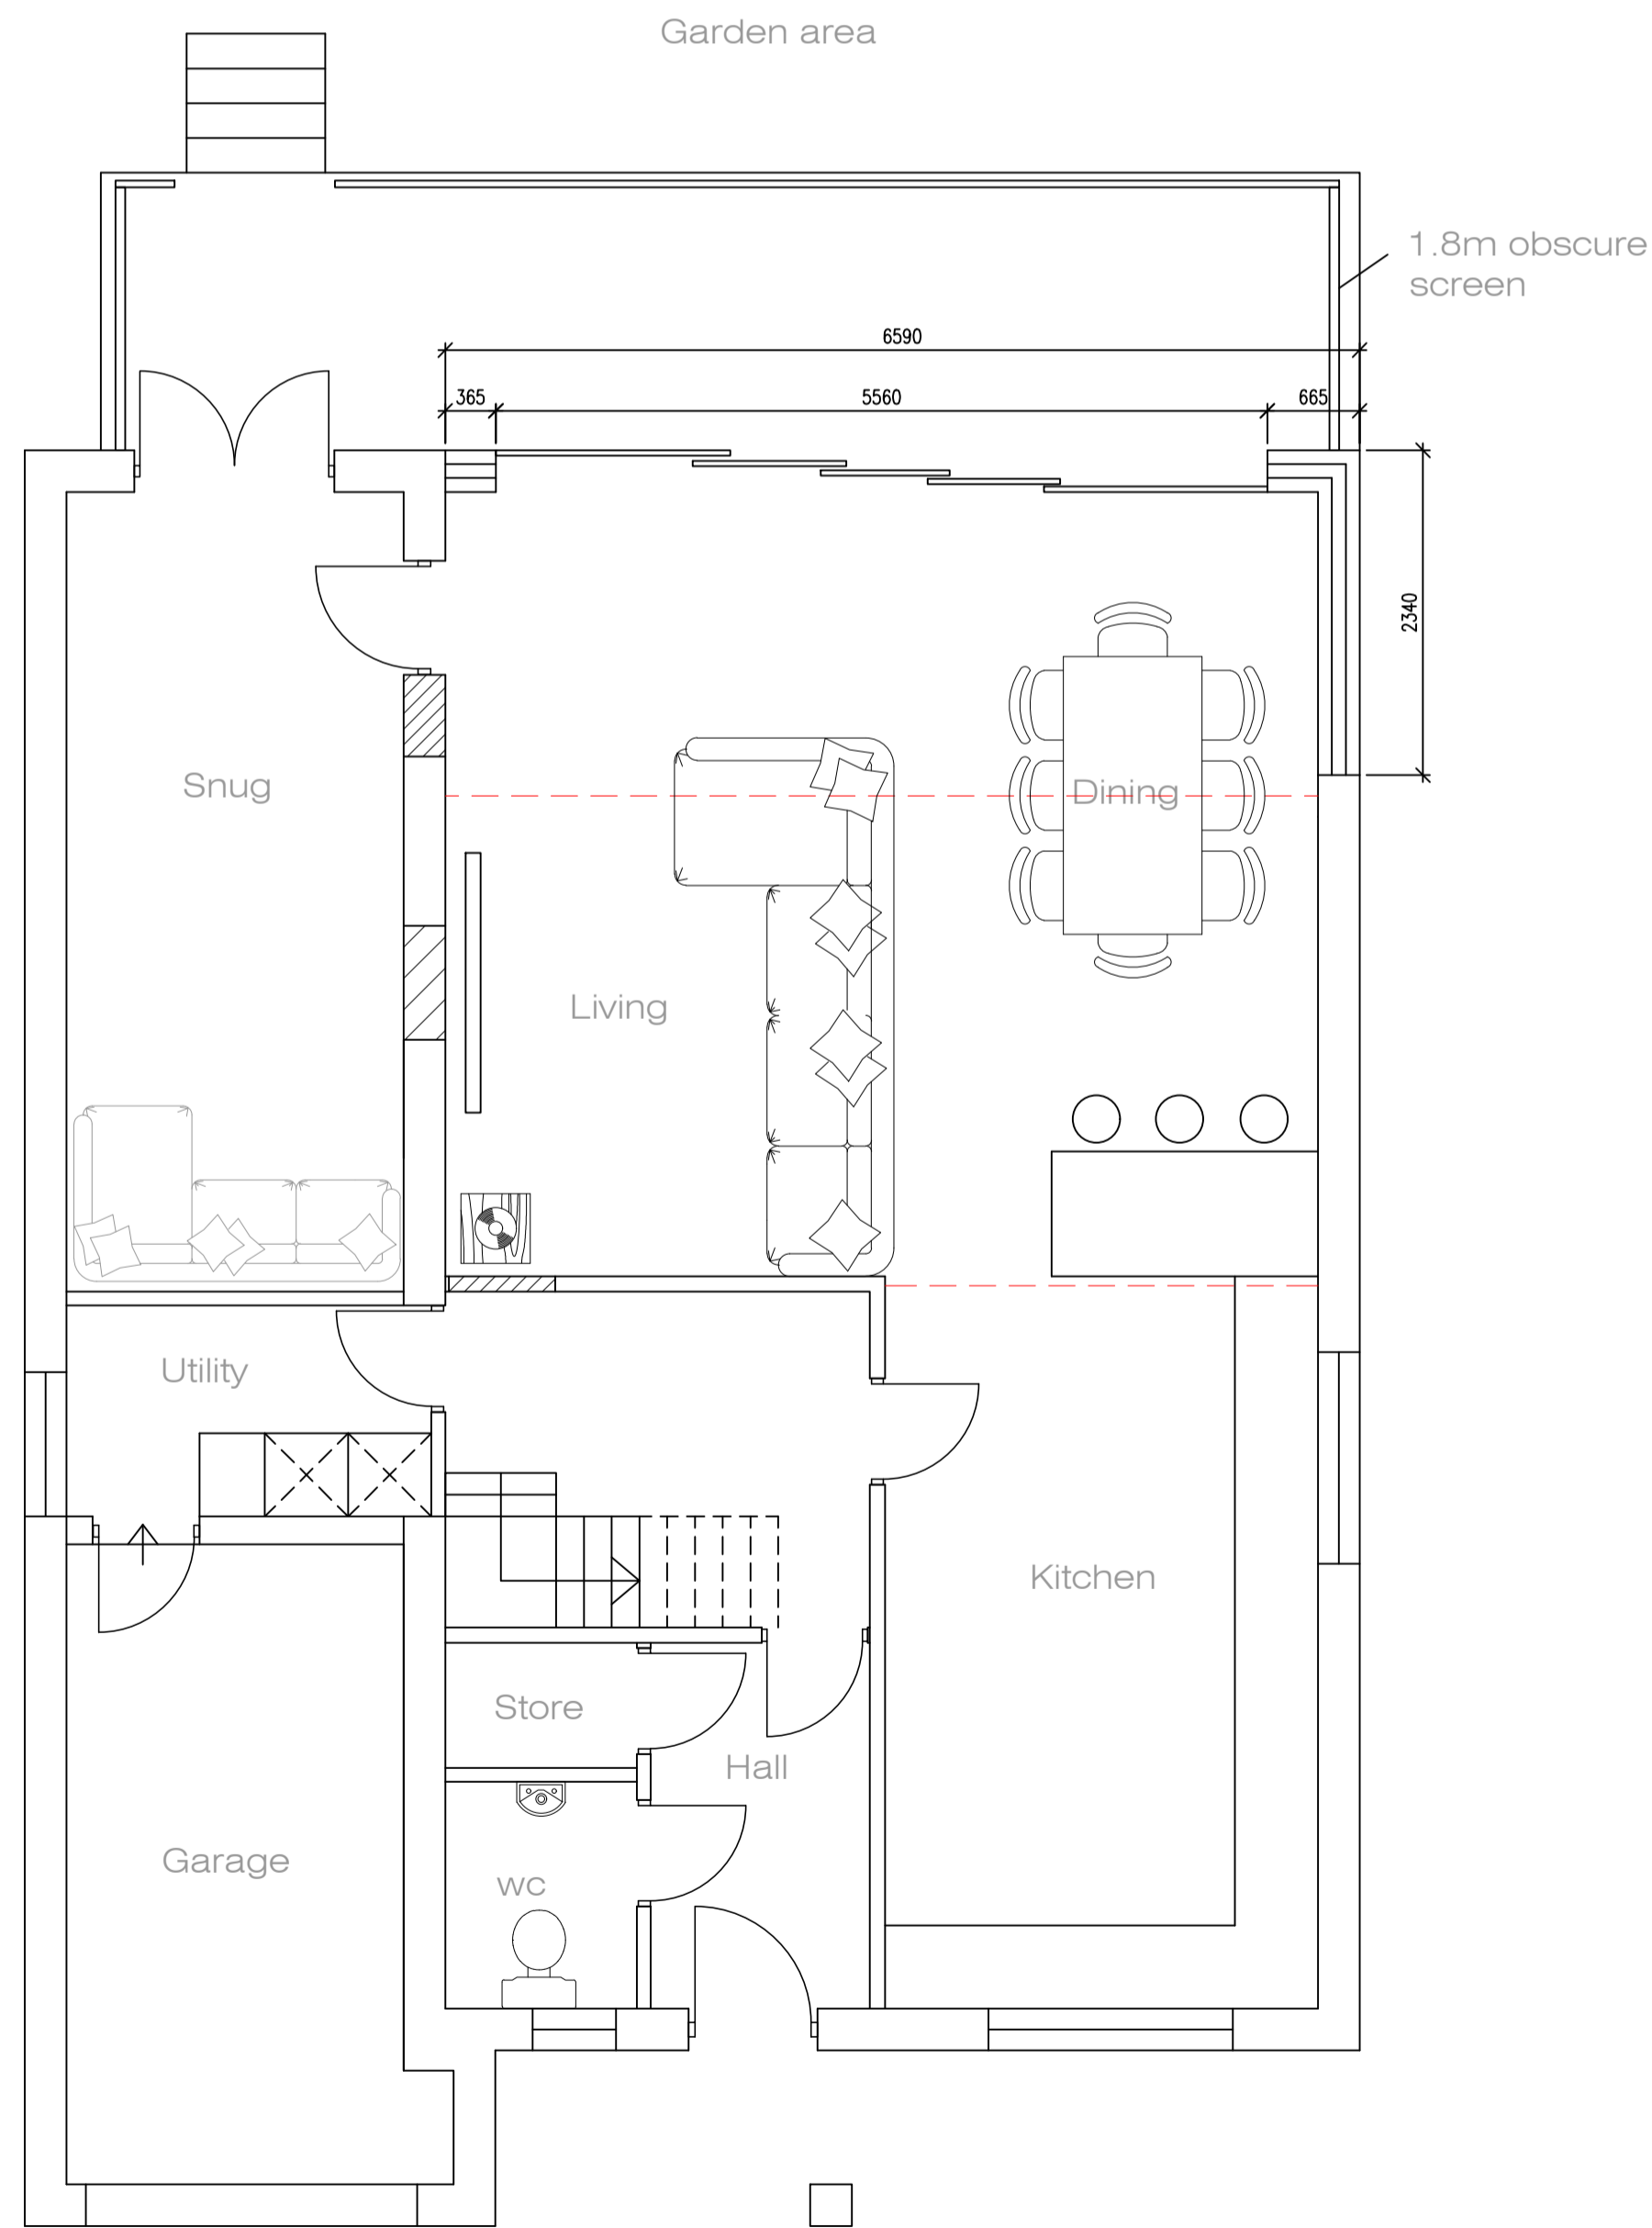 Garden area
1.8m obscure
screen
6590
365
5560
665
2340
Snug
Dining
Living
Utility
Kitchen
Store
Hall
Garage
wc